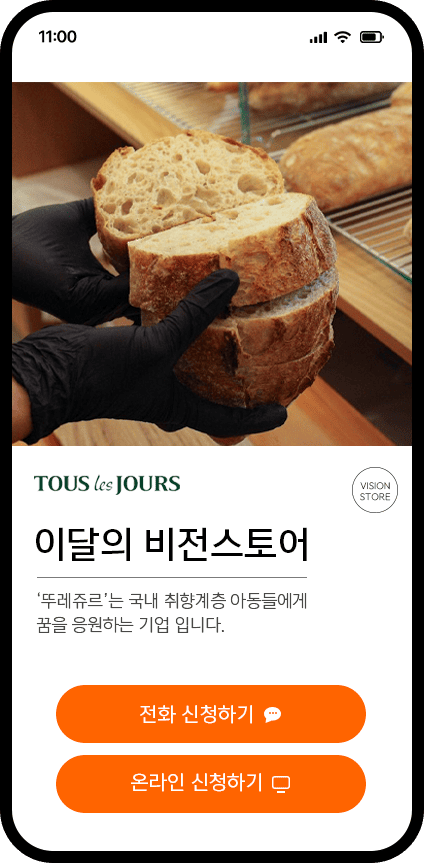 11:00
TOUS les JOURS
VISION
STORE
이달의 비전스토어
‘뚜레쥬르’는 국내 취향계층 아동들에게
꿈을 응원하는 기업 입니다.
전화 신청하기
온라인 신청하기